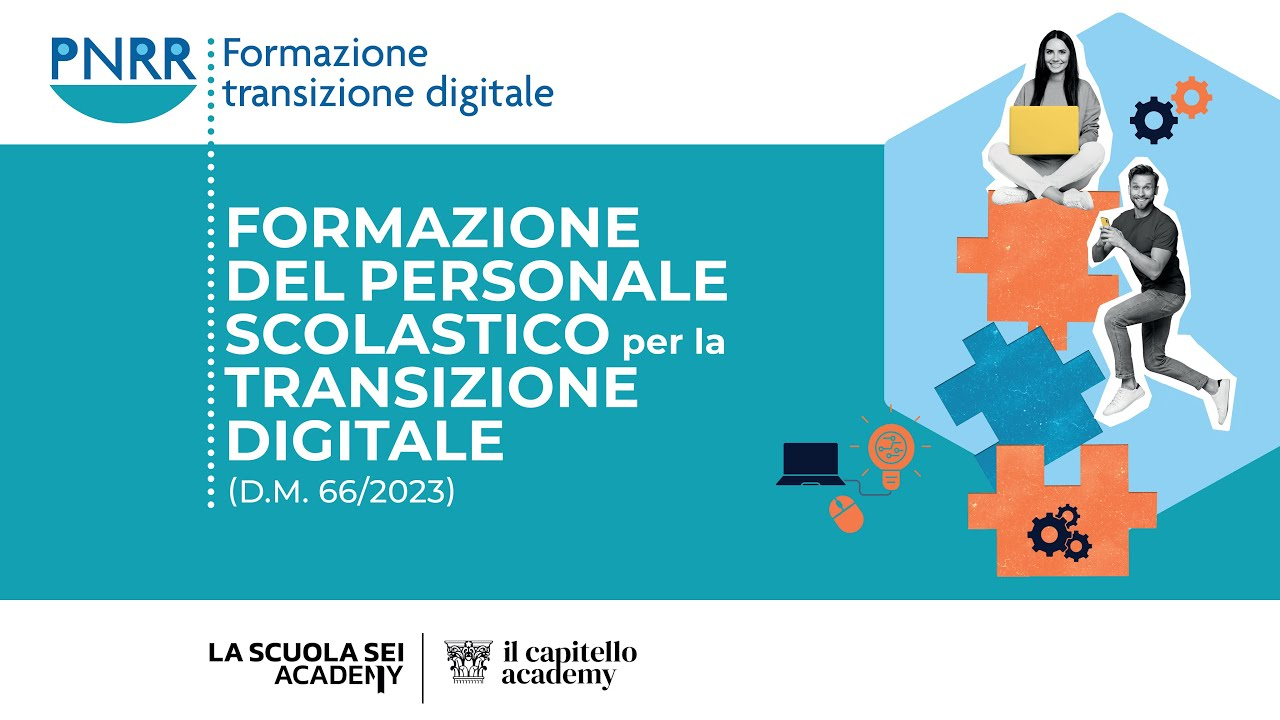 PNRR
Formazione
transizione digitale
FORMAZIONE
DEL PERSONALE
SCOLASTICO per la
TRANSIZIONE
DIGITALE
(D.M. 66/2023)
LA SCUOLA SEI
ACADEMY
il capitello
academy